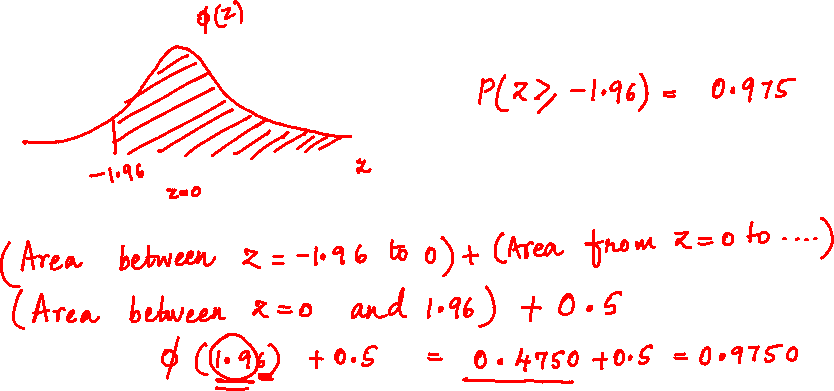 ϕ(z)
P(z ⩾ -1.96) = 0.975
-1.96
z
z=0
(Area between z = -1.96 to 0) + (Area from z=0 to ....)
(Area between z=0 and 1.96) + 0.5
ϕ(1.96) + 0.5 = 0.4750 + 0.5 = 0.9750